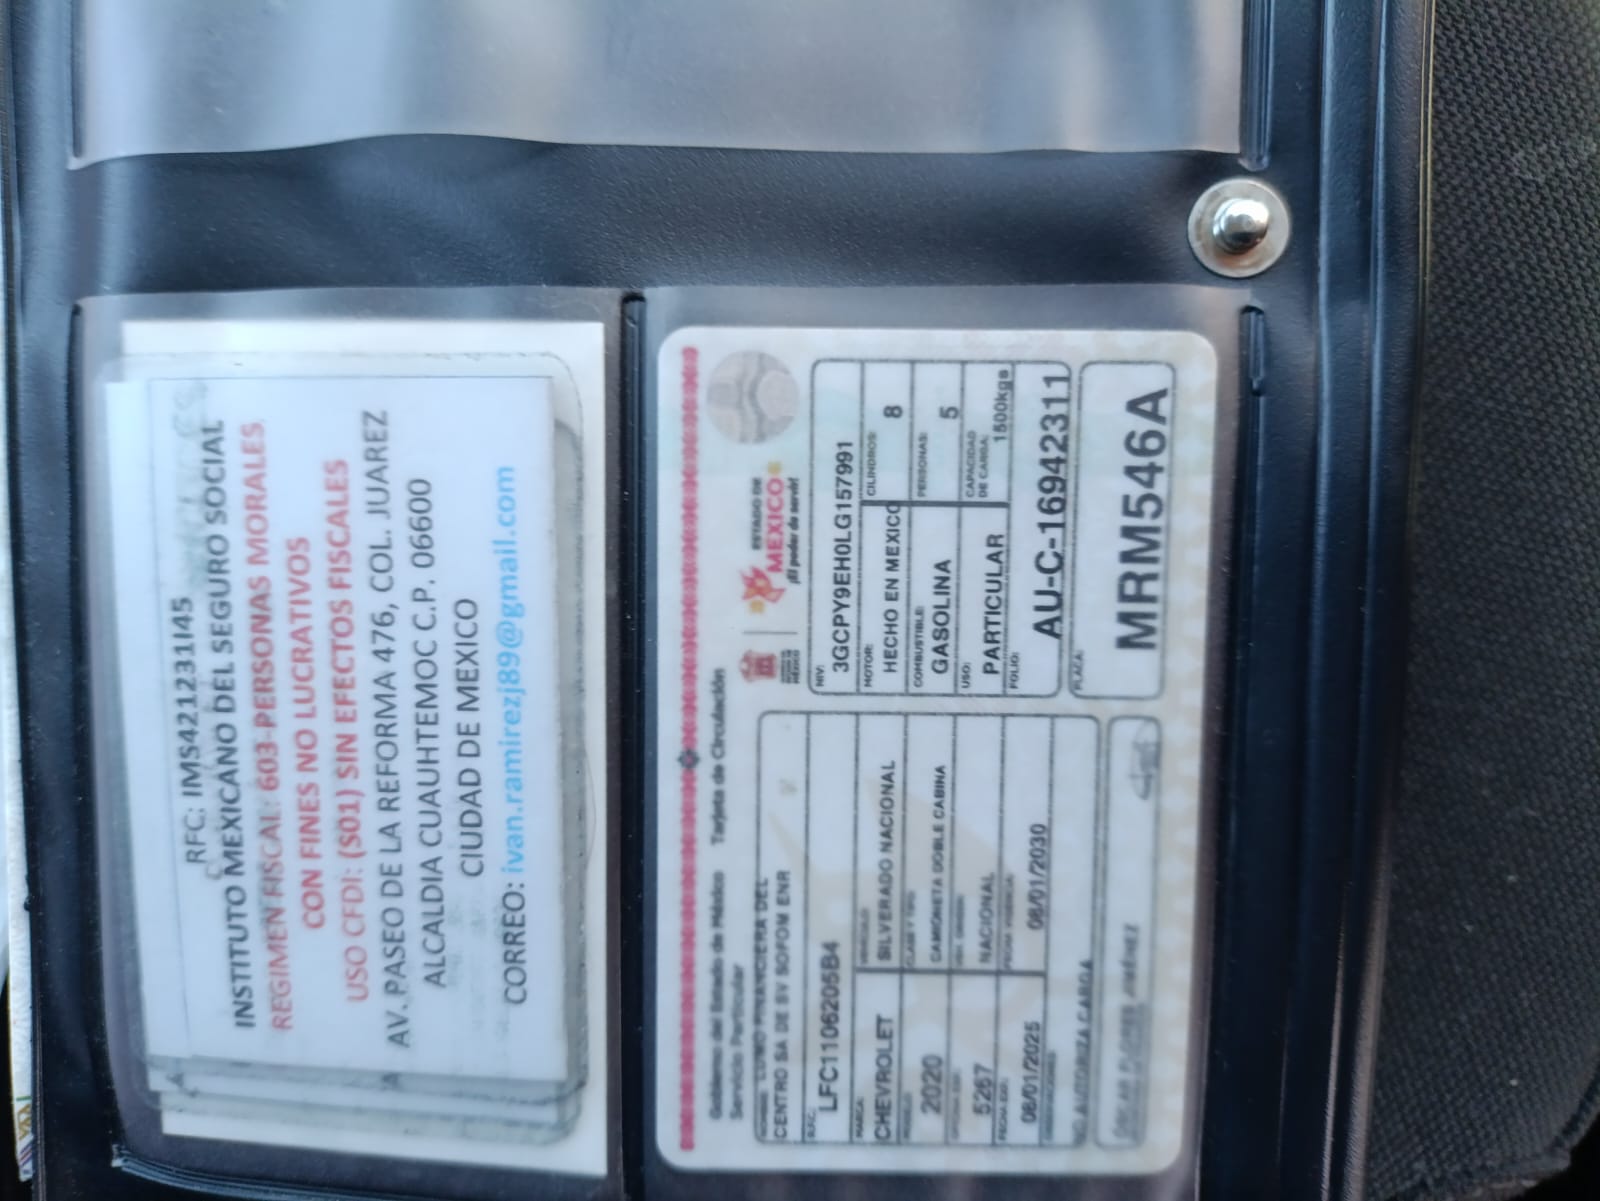 RFC: IMS421231I45
INSTITUTO MEXICANO DEL SEGURO SOCIAL
REGIMEN FISCAL: 603-PERSONAS MORALES
CON FINES NO LUCRATIVOS
USO CFDI: (S01) SIN EFECTOS FISCALES
AV. PASEO DE LA REFORMA 476, COL. JUAREZ
ALCALDIA CUAUHTEMOC C.P. 06600
CIUDAD DE MEXICO
CORREO: ivan.ramirezj89@gmail.com
Gobierno del Estado de México Tarjeta de Circulación
Servicio Particular
ESTADO DE
MÉXICO
¡El poder de servir!
CENTRO SA DE CV SOFOM ENR
LFC1106205B4
MARCA:
CHEVROLET
SILVERADO NACIONAL
2020
CAMIONETA DOBLE CABINA
5267
NACIONAL
08/01/2025
08/01/2030
NO AUTORIZA CARGA
NIV:
3GCPY9EH0LG157991
MOTOR:
HECHO EN MEXICO
CILINDROS:
8
COMBUSTIBLE:
GASOLINA
PERSONAS:
5
USO:
PARTICULAR
CAPACIDAD
DE CARGA:
1500kgs
FOLIO:
AU-C-16942311
PLACA:
MRM546A